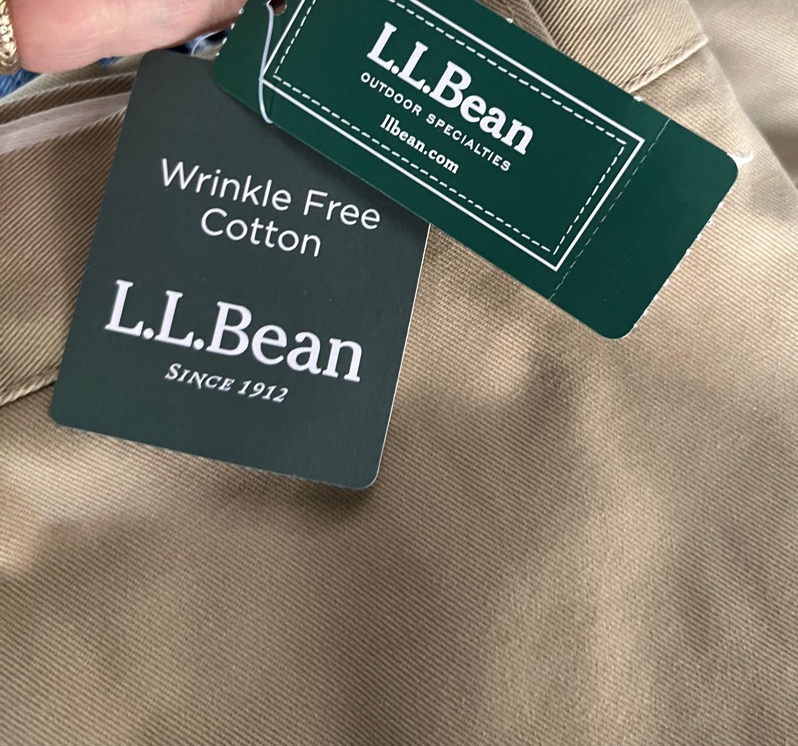 L.L.Bean
OUTDOOR SPECIALTIES
llbean.com
Wrinkle Free
Cotton
L.L.Bean
SINCE 1912